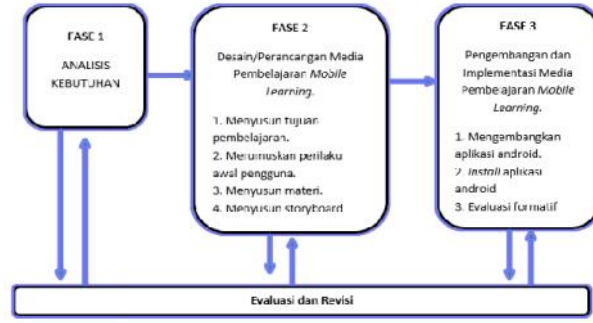 FASE 1
ANALISIS
KEBUTUHAN
FASE 2
Desain/Perancangan Media
Pembelajaran Mobile
Learning.
1. Menyusun tujuan
pembelajaran.
2. Merumuskan perilaku
awal pengguna.
3. Menyusun materi.
4. Menyusun storyboard
FASE 3
Pengembangan dan
Implementasi Media
Pembelajaran Mobile
Learning.
1. Mengembangkan
aplikasi android.
2. Install aplikasi
android
3. Evaluasi formatif
Evaluasi dan Revisi